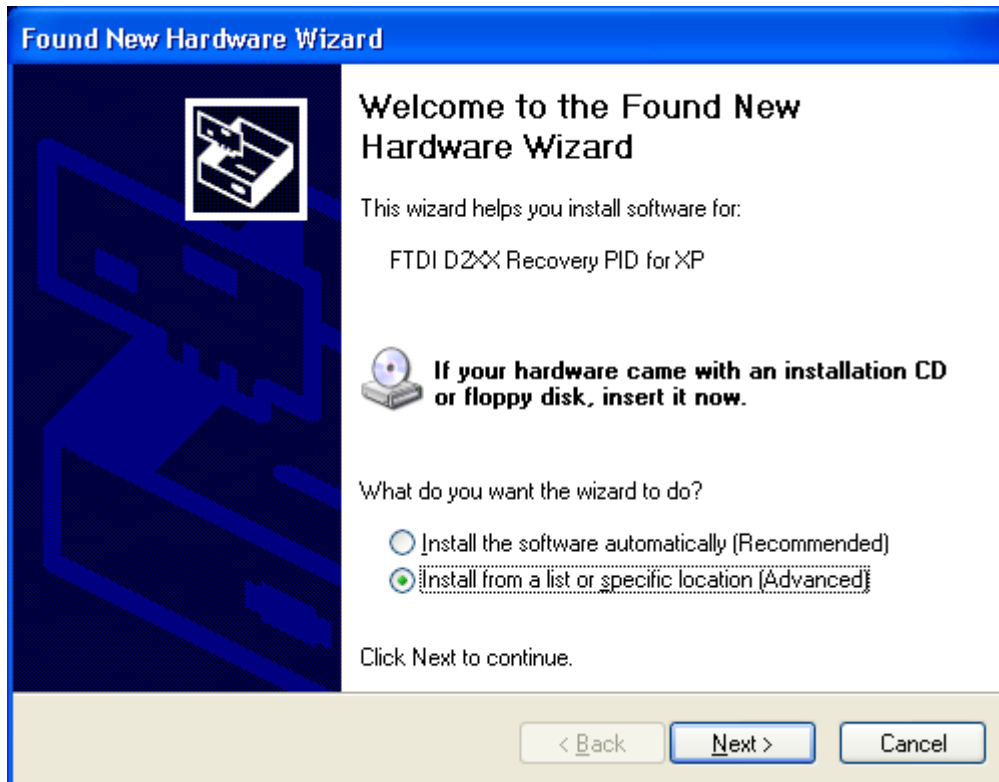 Found New Hardware Wizard
Welcome to the Found New
Hardware Wizard
This wizard helps you install software for:
FTDI D2XX Recovery PID for XP
If your hardware came with an installation CD
or floppy disk, insert it now.
What do you want the wizard to do?
Install the software automatically (Recommended)
Install from a list or specific location (Advanced)
Click Next to continue.
< Back Next > Cancel